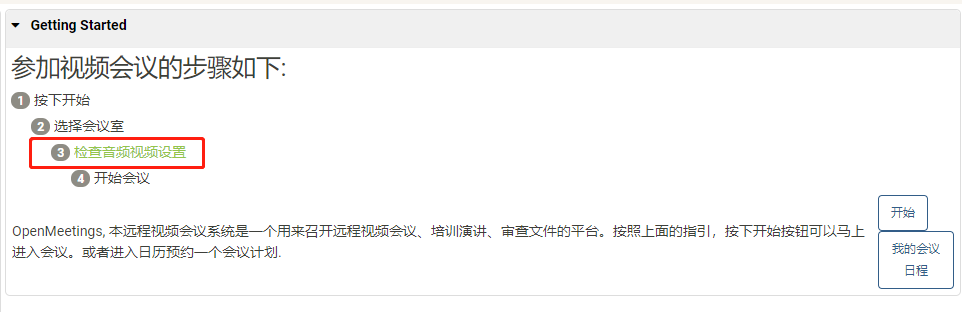 Getting Started
参加视频会议的步骤如下:
1 按下开始
2 选择会议室
3 检查音频视频设置
4 开始会议
OpenMeetings, 本远程视频会议系统是一个用来召开远程视频会议、培训演讲、审查文件的平台。按照上面的指引，按下开始按钮可以马上
进入会议。或者进入日历预约一个会议计划.
开始
我的会议
日程